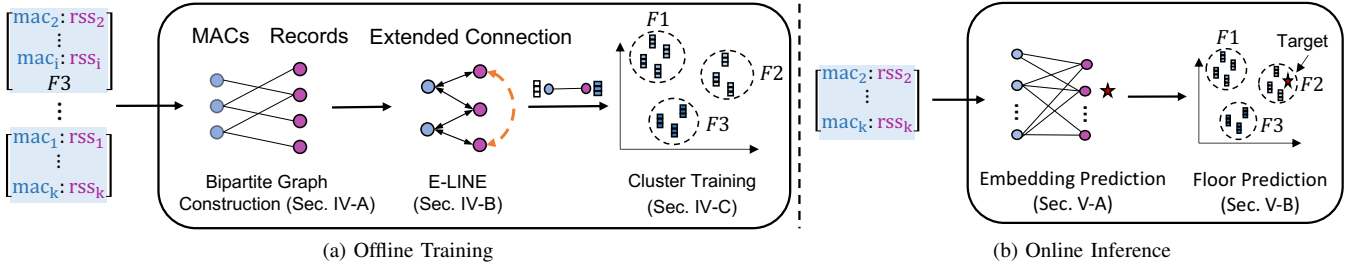 mac₂: rss₂
⋮
macᵢ: rssᵢ
F3
⋮
mac₁: rss₁
⋮
macₖ: rssₖ
MACs Records Extended Connection
F1
F2
F3
Bipartite Graph
Construction (Sec. IV-A)
E-LINE
(Sec. IV-B)
Cluster Training
(Sec. IV-C)
(a) Offline Training
mac₂: rss₂
⋮
macₖ: rssₖ
F1
Target
F2
F3
Embedding Prediction
(Sec. V-A)
Floor Prediction
(Sec. V-B)
(b) Online Inference